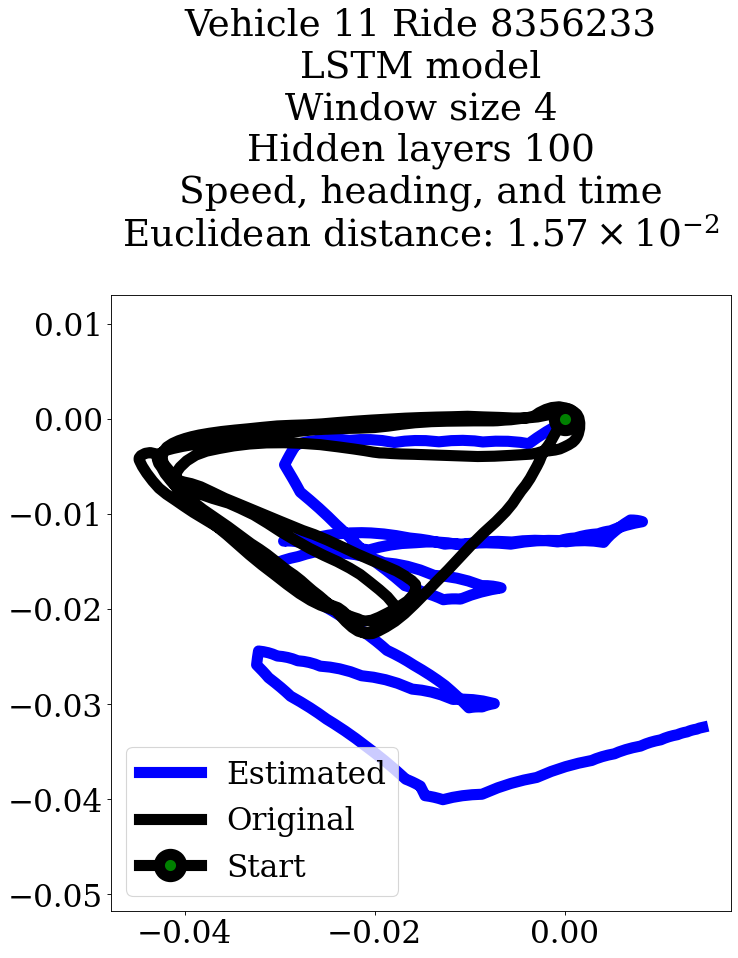 Vehicle 11 Ride 8356233
LSTM model
Window size 4
Hidden layers 100
Speed, heading, and time
Euclidean distance: 1.57 × 10⁻²
0.01
0.00
−0.01
−0.02
−0.03
−0.04
−0.05
Estimated
Original
Start
−0.04 −0.02 0.00